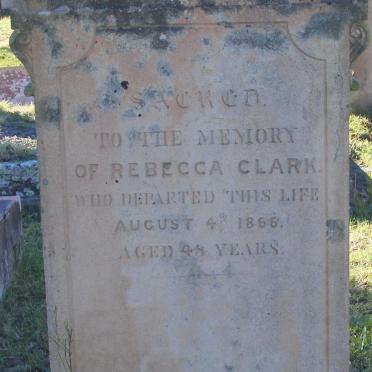 SACRED.
TO THE MEMORY
OF REBECCA CLARK.
WHO DEPARTED THIS LIFE
AUGUST 4TH 1866.
AGED 48 YEARS.